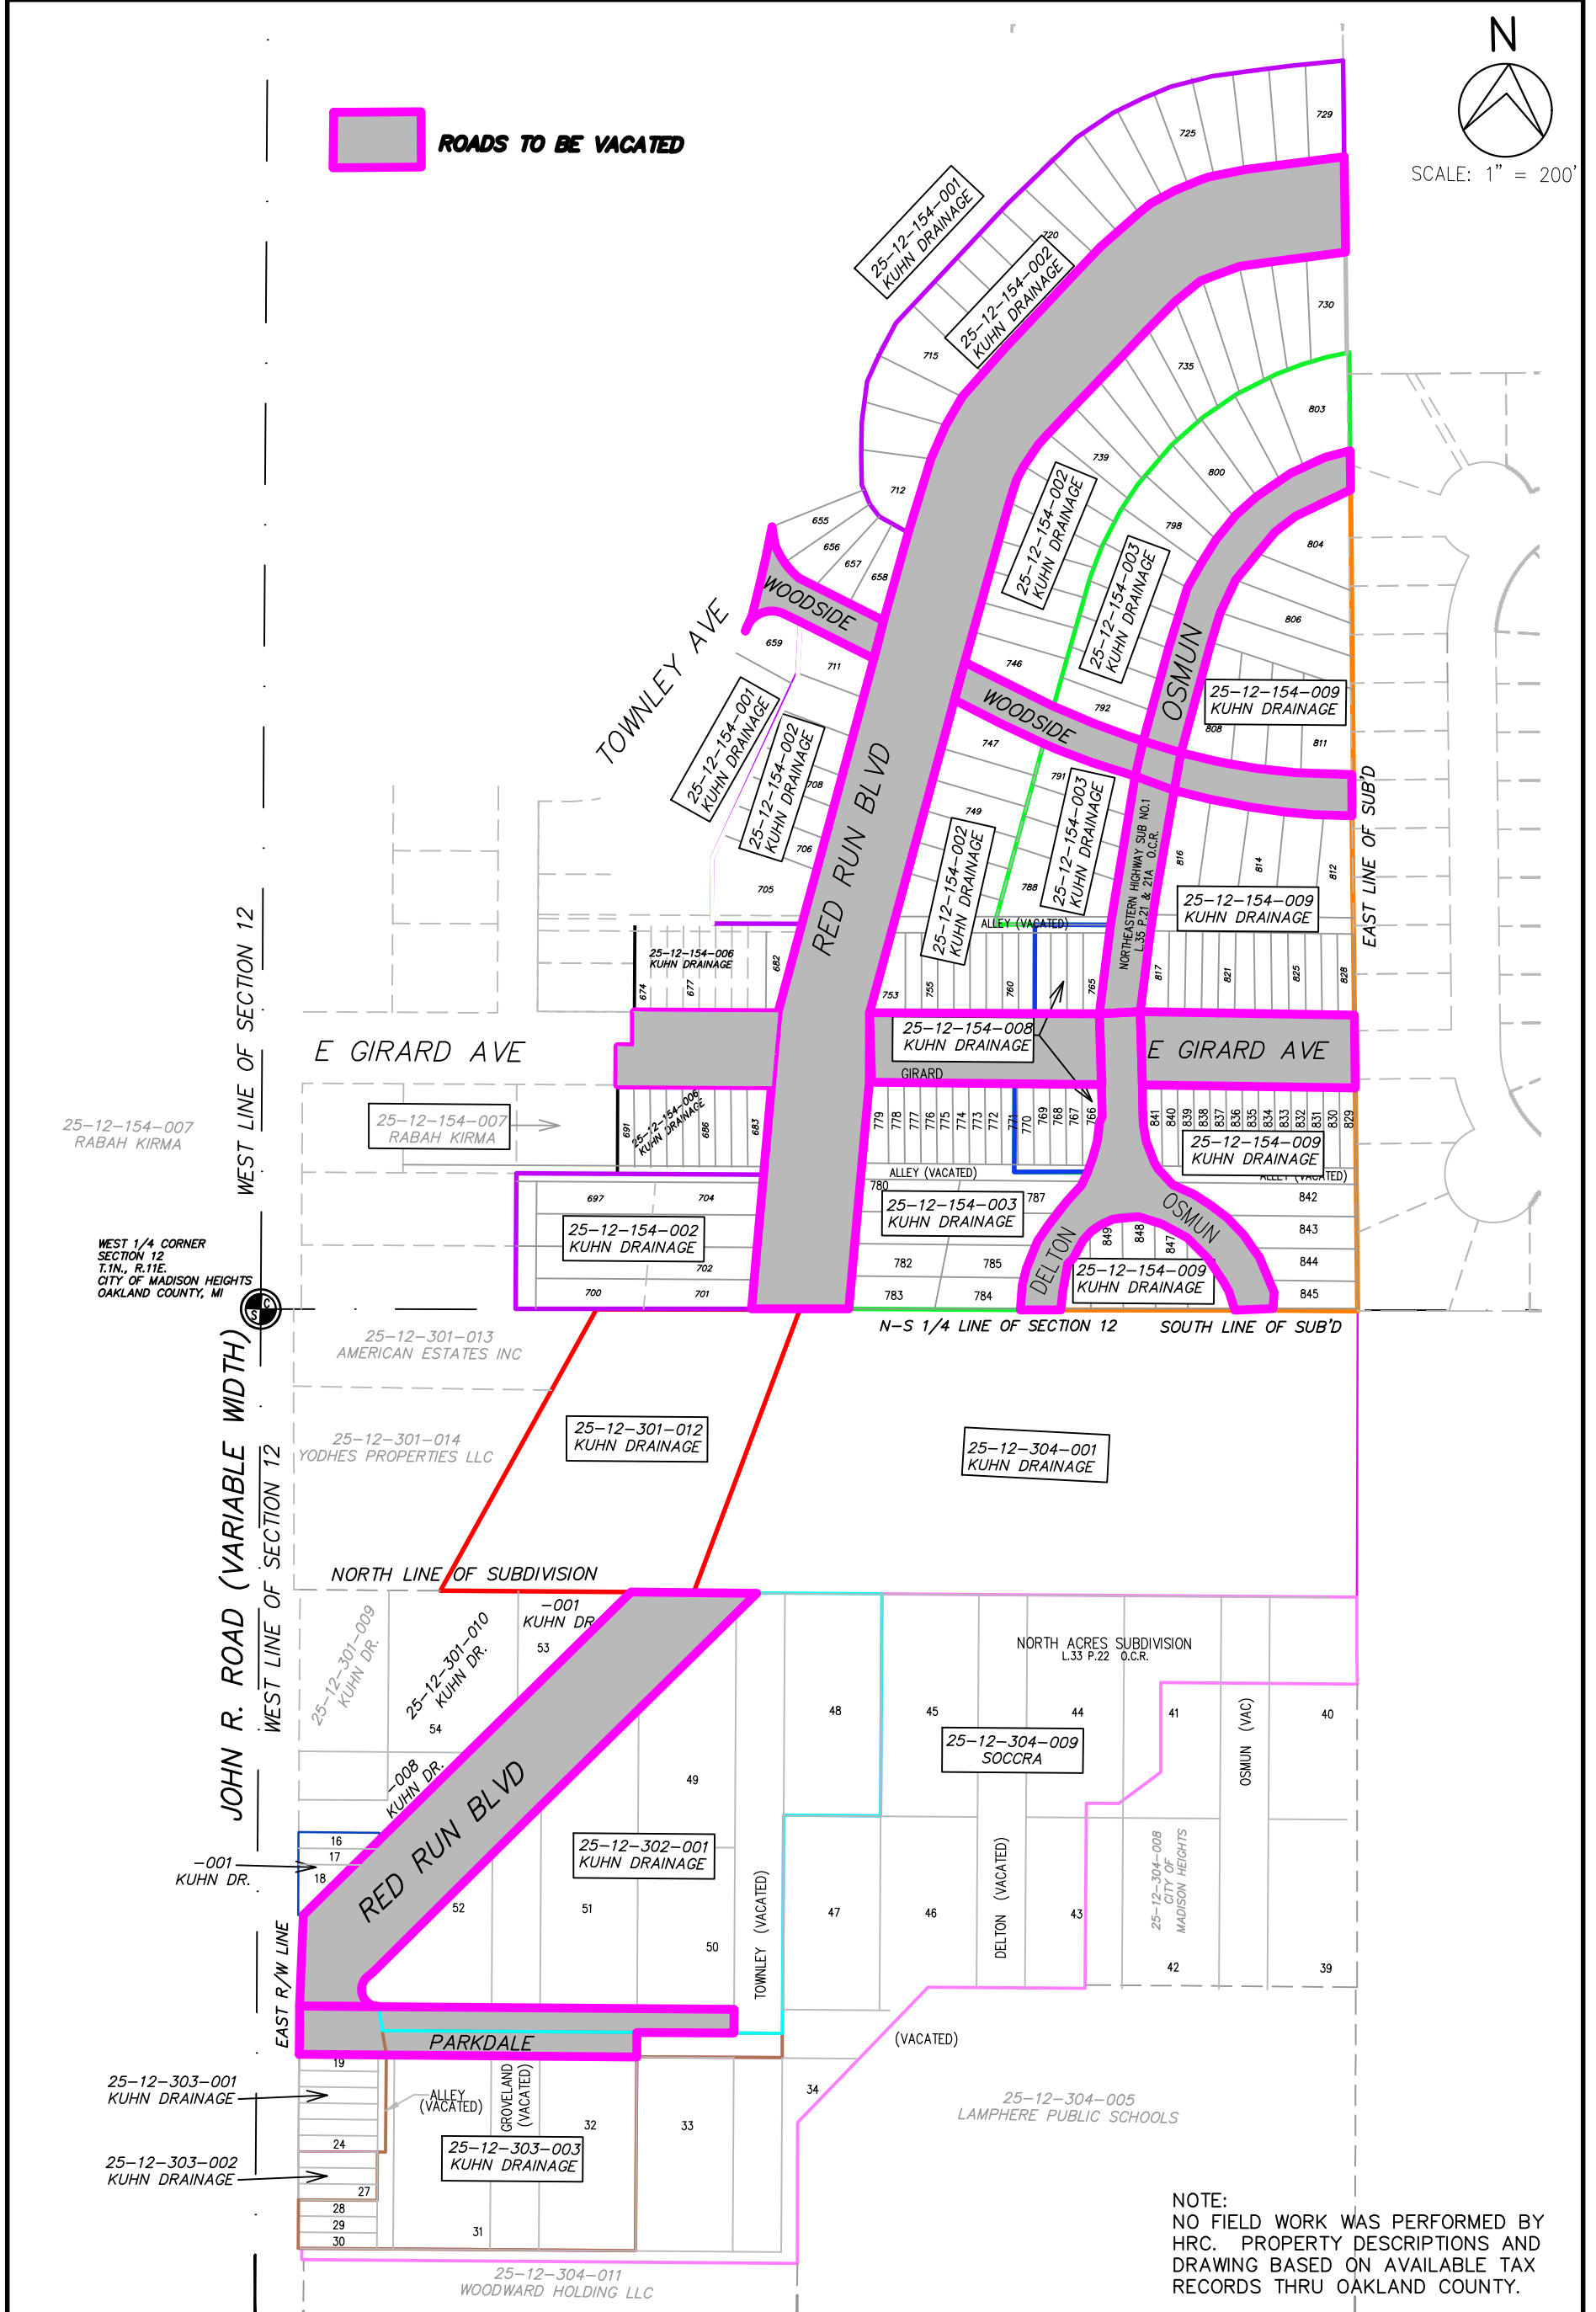 N
SCALE: 1" = 200'
ROADS TO BE VACATED
729
725
25-12-154-001
KUHN DRAINAGE
720
25-12-154-002
KUHN DRAINAGE
730
715
735
803
739
800
712
25-12-154-002
KUHN DRAINAGE
655
798
656
804
657
25-12-154-003
KUHN DRAINAGE
658
WOODSIDE
806
659
TOWNLEY AVE
711
746
OSMUN
25-12-154-009
KUHN DRAINAGE
792
WOODSIDE
808
811
747
25-12-154-001
KUHN DRAINAGE
25-12-154-002
KUHN DRAINAGE
708
791
25-12-154-003
KUHN DRAINAGE
RED RUN BLVD
749
EAST LINE OF SUB'D
706
25-12-154-002
KUHN DRAINAGE
NORTHEASTERN HIGHWAY SUB NO.1
L.35 P.21 & 21A O.C.R.
816
814
812
705
788
25-12-154-009
KUHN DRAINAGE
ALLEY (VACATED)
WEST LINE OF SECTION 12
25-12-154-006
KUHN DRAINAGE
674
677
682
753
755
760
765
817
821
825
828
E GIRARD AVE
25-12-154-008
KUHN DRAINAGE
E GIRARD AVE
GIRARD
25-12-154-007
RABAH KIRMA
25-12-154-007
RABAH KIRMA
691
25-12-154-006
KUHN DRAINAGE
686
683
779
778
777
776
775
774
773
772
771
770
769
768
767
766
841
840
839
838
837
836
835
834
833
832
831
830
829
25-12-154-009
KUHN DRAINAGE
ALLEY (VACATED)
ALLEY (VACATED)
697
704
780
787
842
25-12-154-002
KUHN DRAINAGE
25-12-154-003
KUHN DRAINAGE
OSMUN
843
DELTON
849
848
847
WEST 1/4 CORNER
SECTION 12
T.1N., R.11E.
CITY OF MADISON HEIGHTS
OAKLAND COUNTY, MI
702
782
785
25-12-154-009
KUHN DRAINAGE
844
700
701
783
784
845
C
S
N-S 1/4 LINE OF SECTION 12
SOUTH LINE OF SUB'D
25-12-301-013
AMERICAN ESTATES INC
JOHN R. ROAD (VARIABLE WIDTH)
WEST LINE OF SECTION 12
25-12-301-014
YODHES PROPERTIES LLC
25-12-301-012
KUHN DRAINAGE
25-12-304-001
KUHN DRAINAGE
NORTH LINE OF SUBDIVISION
25-12-301-009
KUHN DR.
25-12-301-010
KUHN DR.
-001
KUHN DR
53
54
NORTH ACRES SUBDIVISION
L.33 P.22 O.C.R.
48
45
44
41
40
25-12-304-009
SOCCRA
OSMUN (VAC)
-008
KUHN DR.
49
RED RUN BLVD
16
17
18
-001
KUHN DR.
25-12-302-001
KUHN DRAINAGE
25-12-304-008
CITY OF
MADISON HEIGHTS
52
51
50
TOWNLEY (VACATED)
47
46
DELTON (VACATED)
43
42
39
EAST R/W LINE
PARKDALE
(VACATED)
19
25-12-303-001
KUHN DRAINAGE
ALLEY
(VACATED)
GROVELAND
(VACATED)
32
33
34
25-12-304-005
LAMPHERE PUBLIC SCHOOLS
24
25-12-303-002
KUHN DRAINAGE
25-12-303-003
KUHN DRAINAGE
27
28
29
30
31
25-12-304-011
WOODWARD HOLDING LLC
NOTE:
NO FIELD WORK WAS PERFORMED BY
HRC. PROPERTY DESCRIPTIONS AND
DRAWING BASED ON AVAILABLE TAX
RECORDS THRU OAKLAND COUNTY.